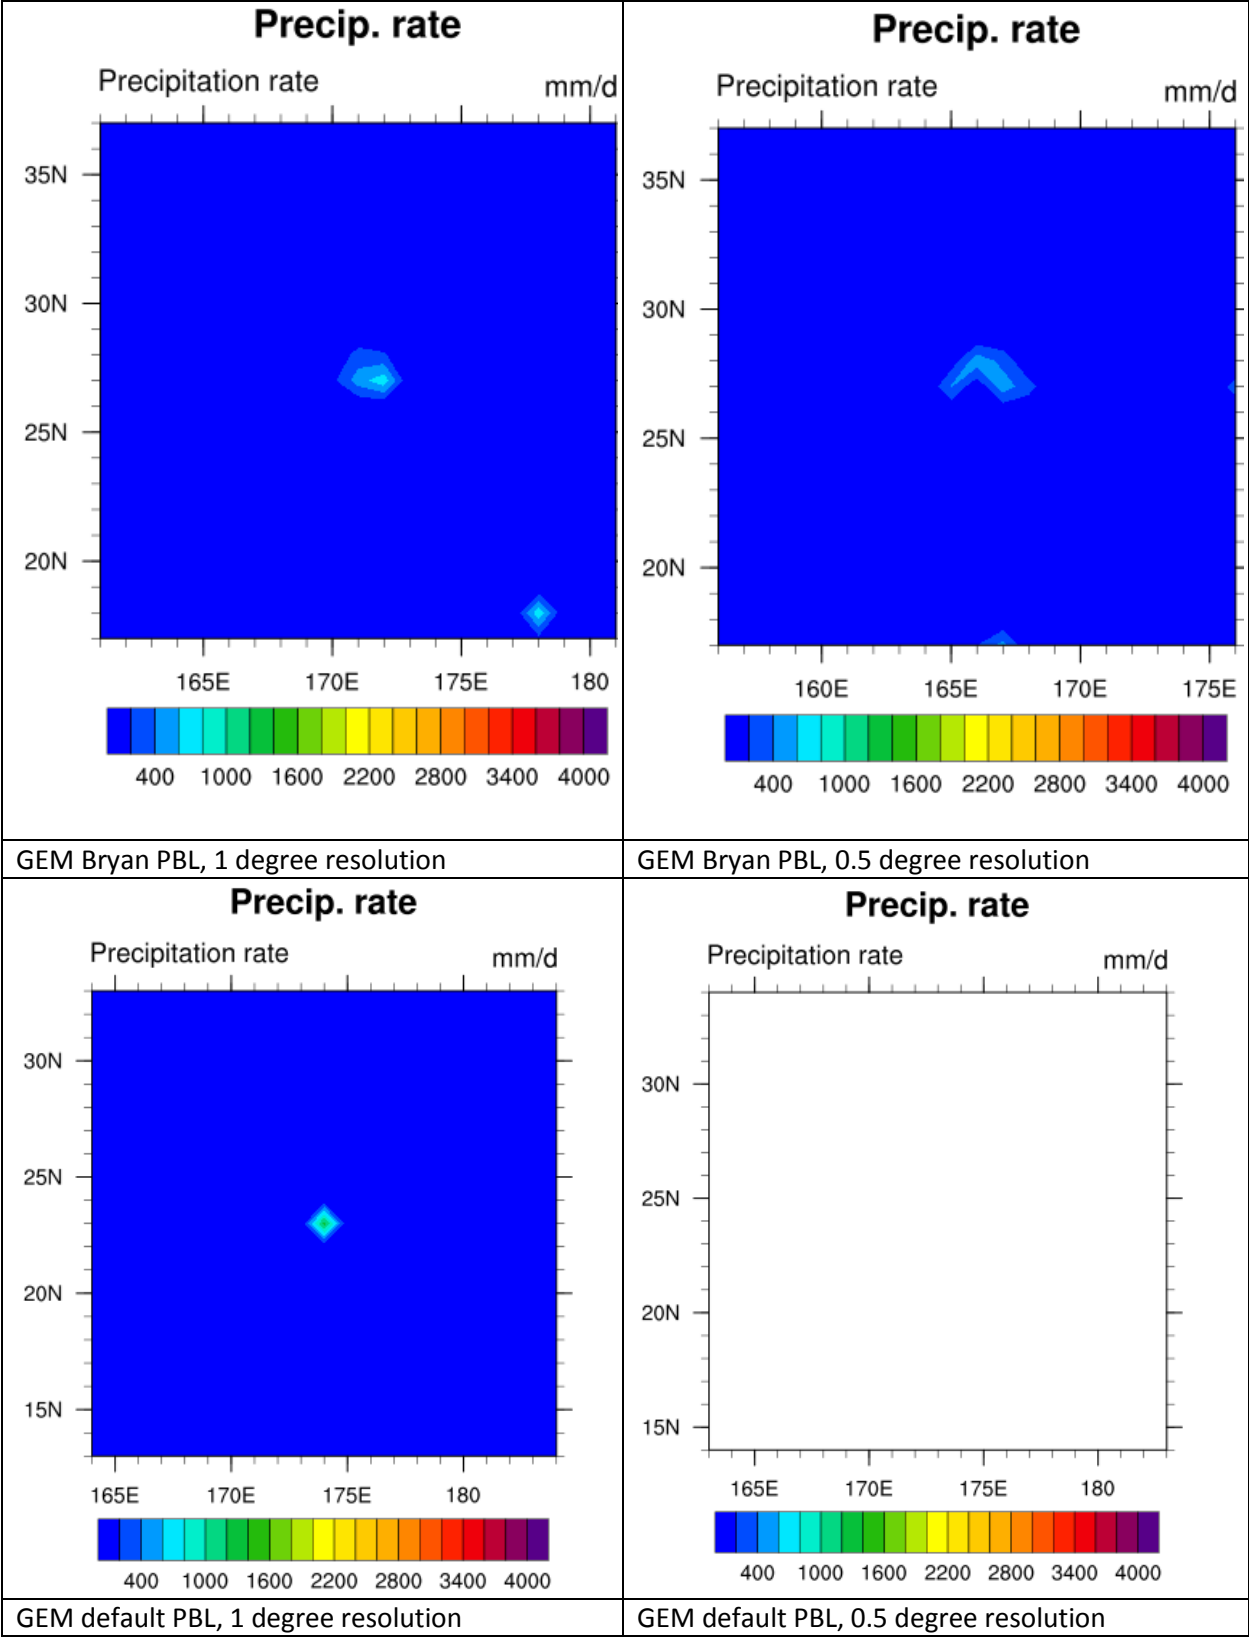 Precip. rate
Precipitation rate mm/d
35N
30N
25N
20N
165E 170E 175E 180
400 1000 1600 2200 2800 3400 4000
GEM Bryan PBL, 1 degree resolution
Precip. rate
Precipitation rate mm/d
35N
30N
25N
20N
160E 165E 170E 175E
400 1000 1600 2200 2800 3400 4000
GEM Bryan PBL, 0.5 degree resolution
Precip. rate
Precipitation rate mm/d
30N
25N
20N
15N
165E 170E 175E 180
400 1000 1600 2200 2800 3400 4000
GEM default PBL, 1 degree resolution
Precip. rate
Precipitation rate mm/d
30N
25N
20N
15N
165E 170E 175E 180
400 1000 1600 2200 2800 3400 4000
GEM default PBL, 0.5 degree resolution